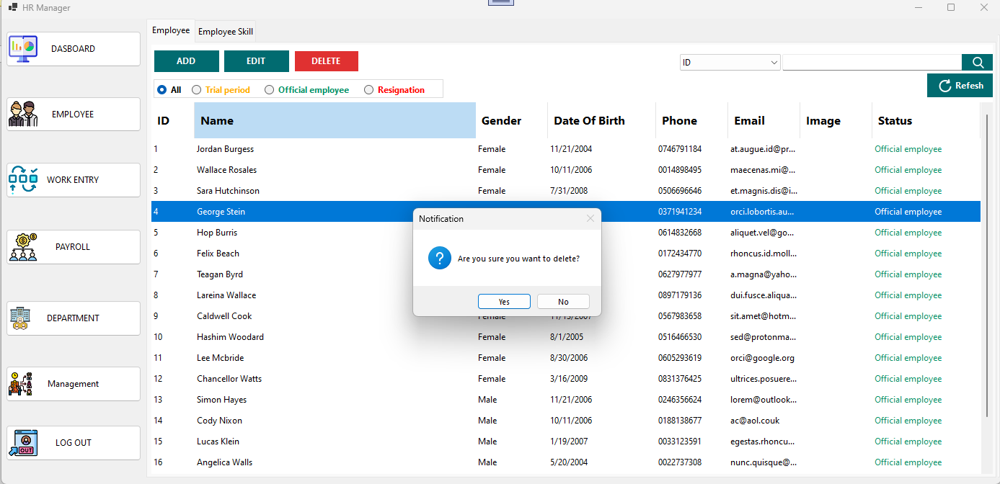 HR Manager
DASBOARD
EMPLOYEE
WORK ENTRY
PAYROLL
DEPARTMENT
Management
OUT
LOG OUT
Employee Employee Skill
ADD EDIT DELETE
ID
All Trial period Official employee Resignation
Refesh
ID Name Gender Date Of Birth Phone Email Image Status
1 Jordan Burgess Female 11/21/2004 0746791184 at.augue.id@pr... Official employee
2 Wallace Rosales Female 10/11/2006 0014898495 maecenas.mi@... Official employee
3 Sara Hutchinson Female 7/31/2008 0506696646 et.magnis.dis@i... Official employee
4 George Stein 0371941234 orci.lobortis.au... Official employee
5 Hop Burris 0614832668 aliquet.vel@go... Official employee
6 Felix Beach 0172434770 rhoncus.id.moll... Official employee
7 Teagan Byrd 0627977977 a.magna@yaho... Official employee
8 Lareina Wallace 0897179136 dui.fusce.aliqua... Official employee
9 Caldwell Cook Female 0567983658 sit.amet@hotm... Official employee
10 Hashim Woodard Female 8/1/2005 0516466530 sed@protonma... Official employee
11 Lee Mcbride Female 8/30/2006 0605293619 orci@google.org Official employee
12 Chancellor Watts Female 3/16/2009 0831376425 ultrices.posuere... Official employee
13 Simon Hayes Male 11/21/2006 0246356624 lorem@outlook... Official employee
14 Cody Nixon Male 10/11/2006 0188138677 ac@aol.couk Official employee
15 Lucas Klein Male 1/19/2007 0033123591 egestas.rhoncu... Official employee
16 Angelica Walls Male 5/20/2004 0022737308 nunc.quisque@... Official employee
Notification
Are you sure you want to delete?
Yes No